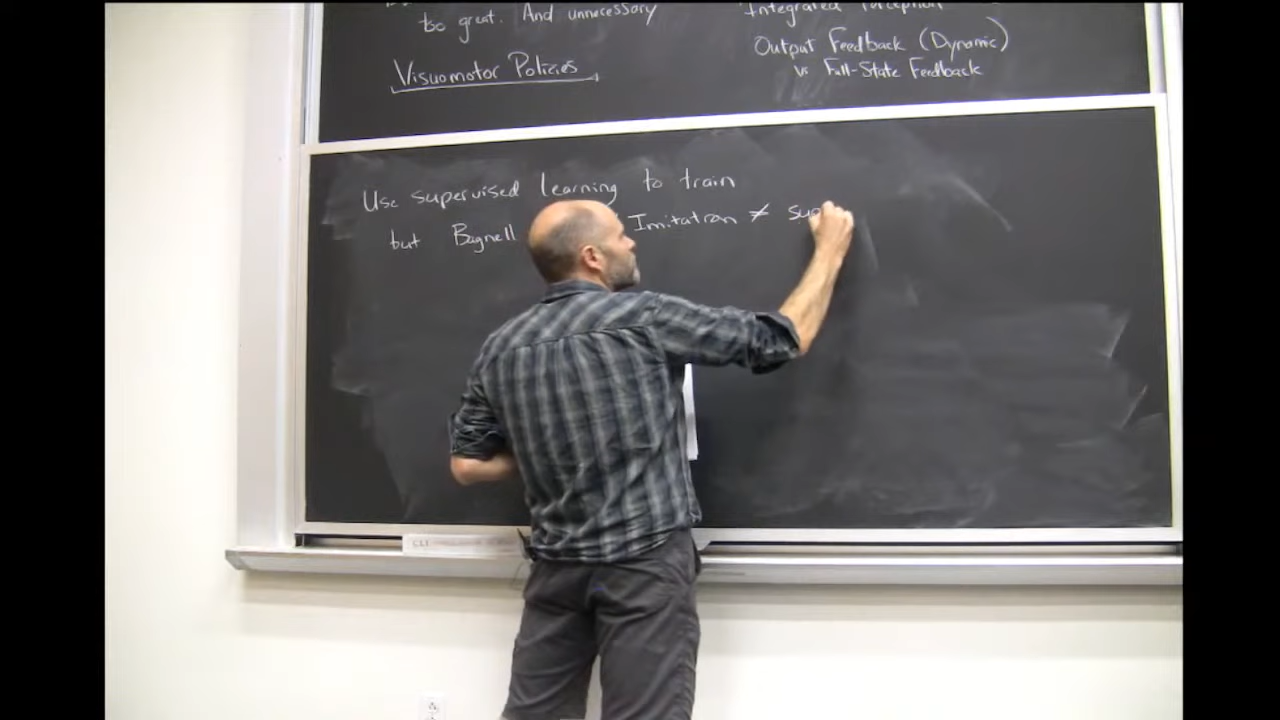 too great. And unnecessary
Visuomotor Policies
Integrated Perception
Output Feedback (Dynamic)
vs Full-State Feedback
Use supervised learning to train
but Bagnell Imitation ≠ sup